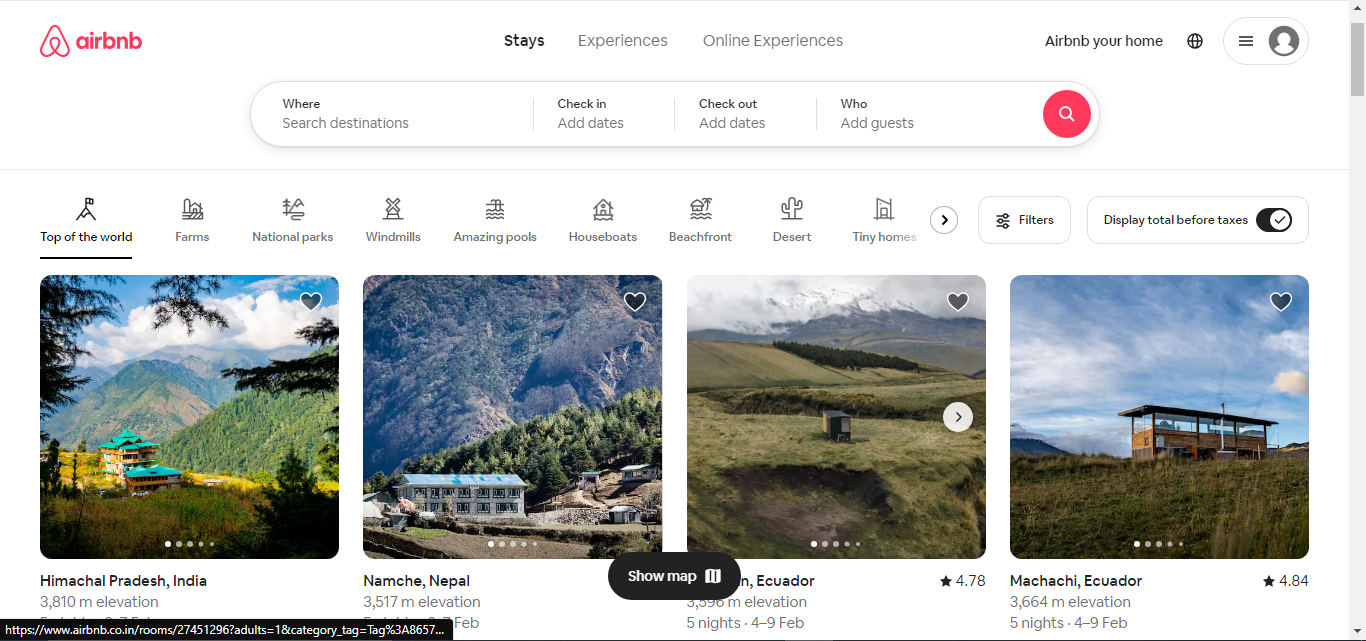 airbnb
Stays
Experiences
Online Experiences
Airbnb your home
Where
Search destinations
Check in
Add dates
Check out
Add dates
Who
Add guests
Top of the world
Farms
National parks
Windmills
Amazing pools
Houseboats
Beachfront
Desert
Tiny homes
Filters
Display total before taxes
Himachal Pradesh, India
3,810 m elevation
Namche, Nepal
3,517 m elevation
Feb
Show map
Ecuador
4.78
3,596 m elevation
5 nights · 4–9 Feb
Machachi, Ecuador
4.84
3,664 m elevation
5 nights · 4–9 Feb
https://www.airbnb.co.in/rooms/27451296?adults=1&category_tag=Tag%3A8657...